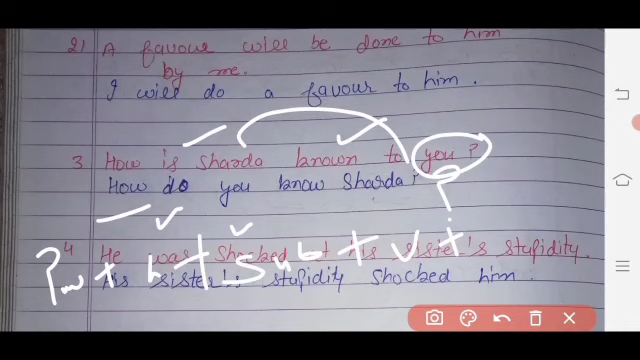 2) A favour will be done to him
by me.
I will do a favour to him.
3 How is Sharda known to you?
How do you know Sharda?
4 He was Shocked at his sister's stupidity.
His sister's stupidity shocked him.
+ h + Sub + V + ?